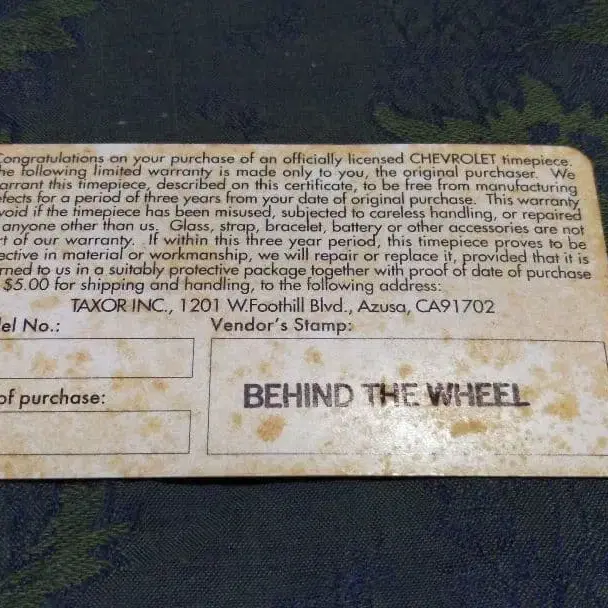 ongratulations on your purchase of an officially licensed CHEVROLET timepiece.
he following limited warranty is made only to you, the original purchaser. We
arrant this timepiece, described on this certificate, to be free from manufacturing
efects for a period of three years from your date of original purchase. This warranty
void if the timepiece has been misused, subjected to careless handling, or repaired
anyone other than us. Glass, strap, bracelet, battery or other accessories are not
rt of our warranty. If within this three year period, this timepiece proves to be
ective in material or workmanship, we will repair or replace it, provided that it is
rned to us in a suitably protective package together with proof of date of purchase
$5.00 for shipping and handling, to the following address:
TAXOR INC., 1201 W.Foothill Blvd., Azusa, CA91702
el No.:
Vendor's Stamp:
BEHIND THE WHEEL
of purchase: